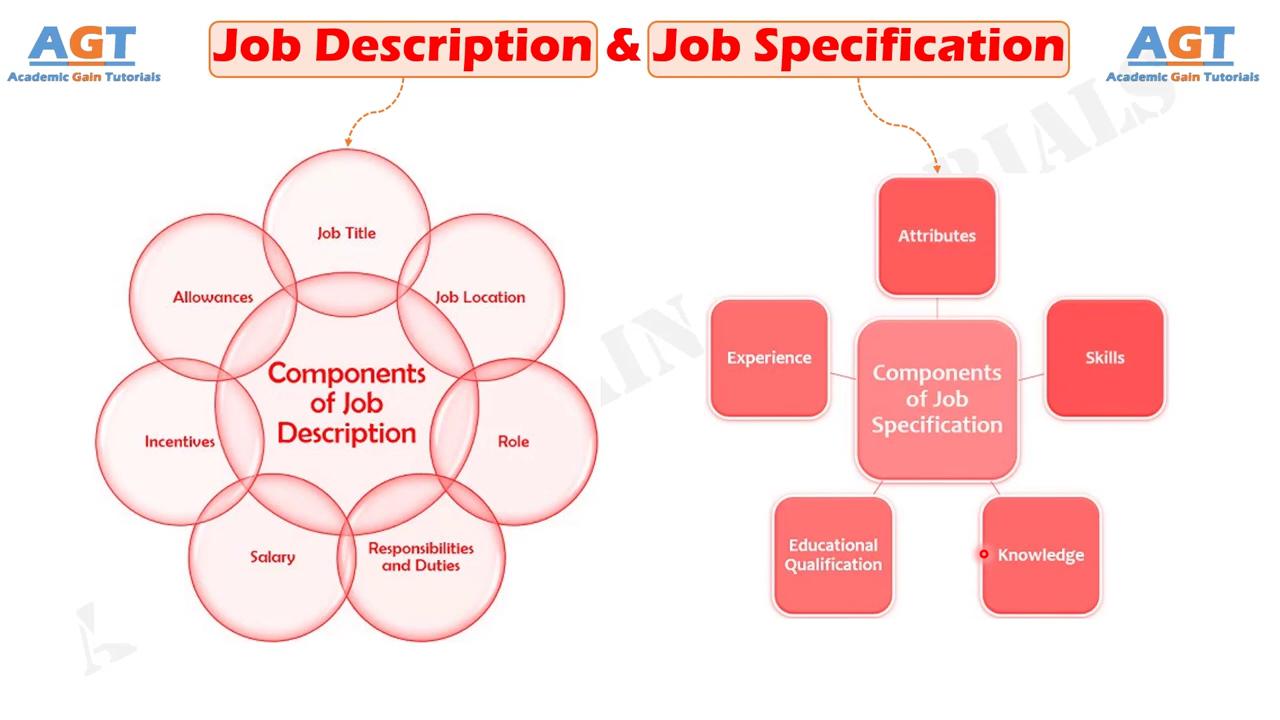 AGT
Academic Gain Tutorials
Job Description & Job Specification
AGT
Academic Gain Tutorials
Job Title
Job Location
Role
Responsibilities
and Duties
Salary
Incentives
Allowances
Components
of Job
Description
Attributes
Skills
Knowledge
Educational
Qualification
Experience
Components
of Job
Specification